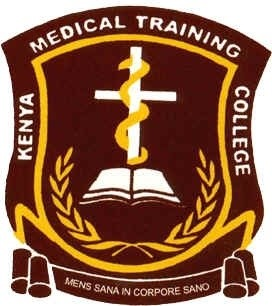 KENYA MEDICAL TRAINING COLLEGE
MENS SANA IN CORPORE SANO